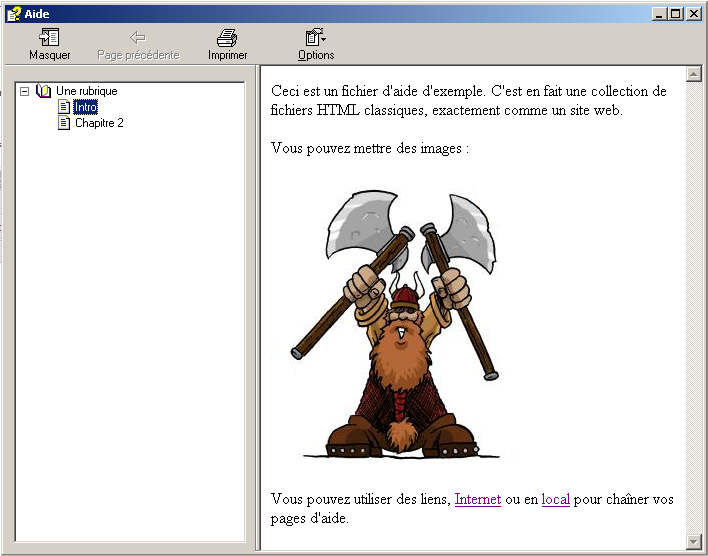 Aide
Masquer
Page précédente
Imprimer
Options
Une rubrique
Intro
Chapitre 2
Ceci est un fichier d'aide d'exemple. C'est en fait une collection de
fichiers HTML classiques, exactement comme un site web.
Vous pouvez mettre des images :
Vous pouvez utiliser des liens, Internet ou en local pour chaîner vos
pages d'aide.